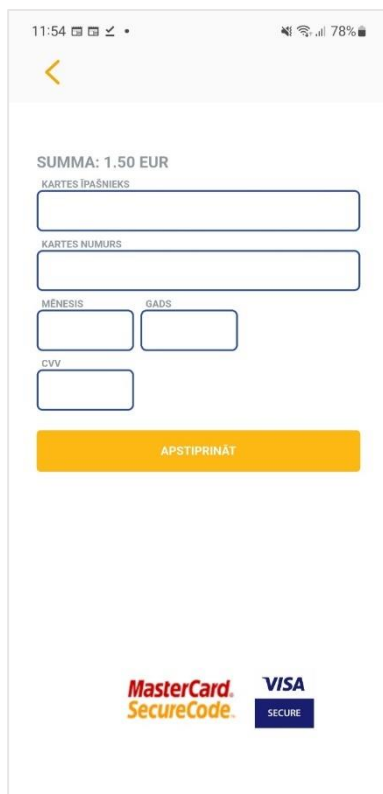 11:54 78%
SUMMA: 1.50 EUR
KARTES ĪPAŠNIEKS
KARTES NUMURS
MĒNESIS GADS
CVV
APSTIPRINĀT
MasterCard. VISA
SecureCode. SECURE